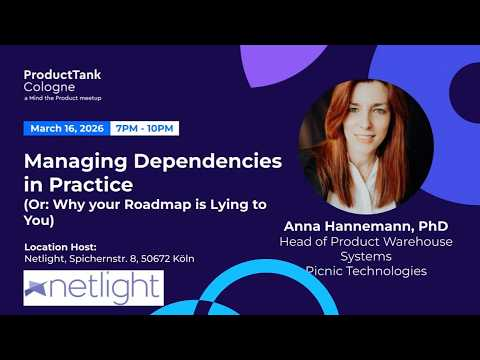 ProductTank
Cologne
a Mind the Product meetup
March 16, 2026
7PM - 10PM
Managing Dependencies
in Practice
(Or: Why your Roadmap is Lying to
You)
Location Host:
Netlight, Spichernstr. 8, 50672 Köln
netlight
Anna Hannemann, PhD
Head of Product Warehouse
Systems
Picnic Technologies